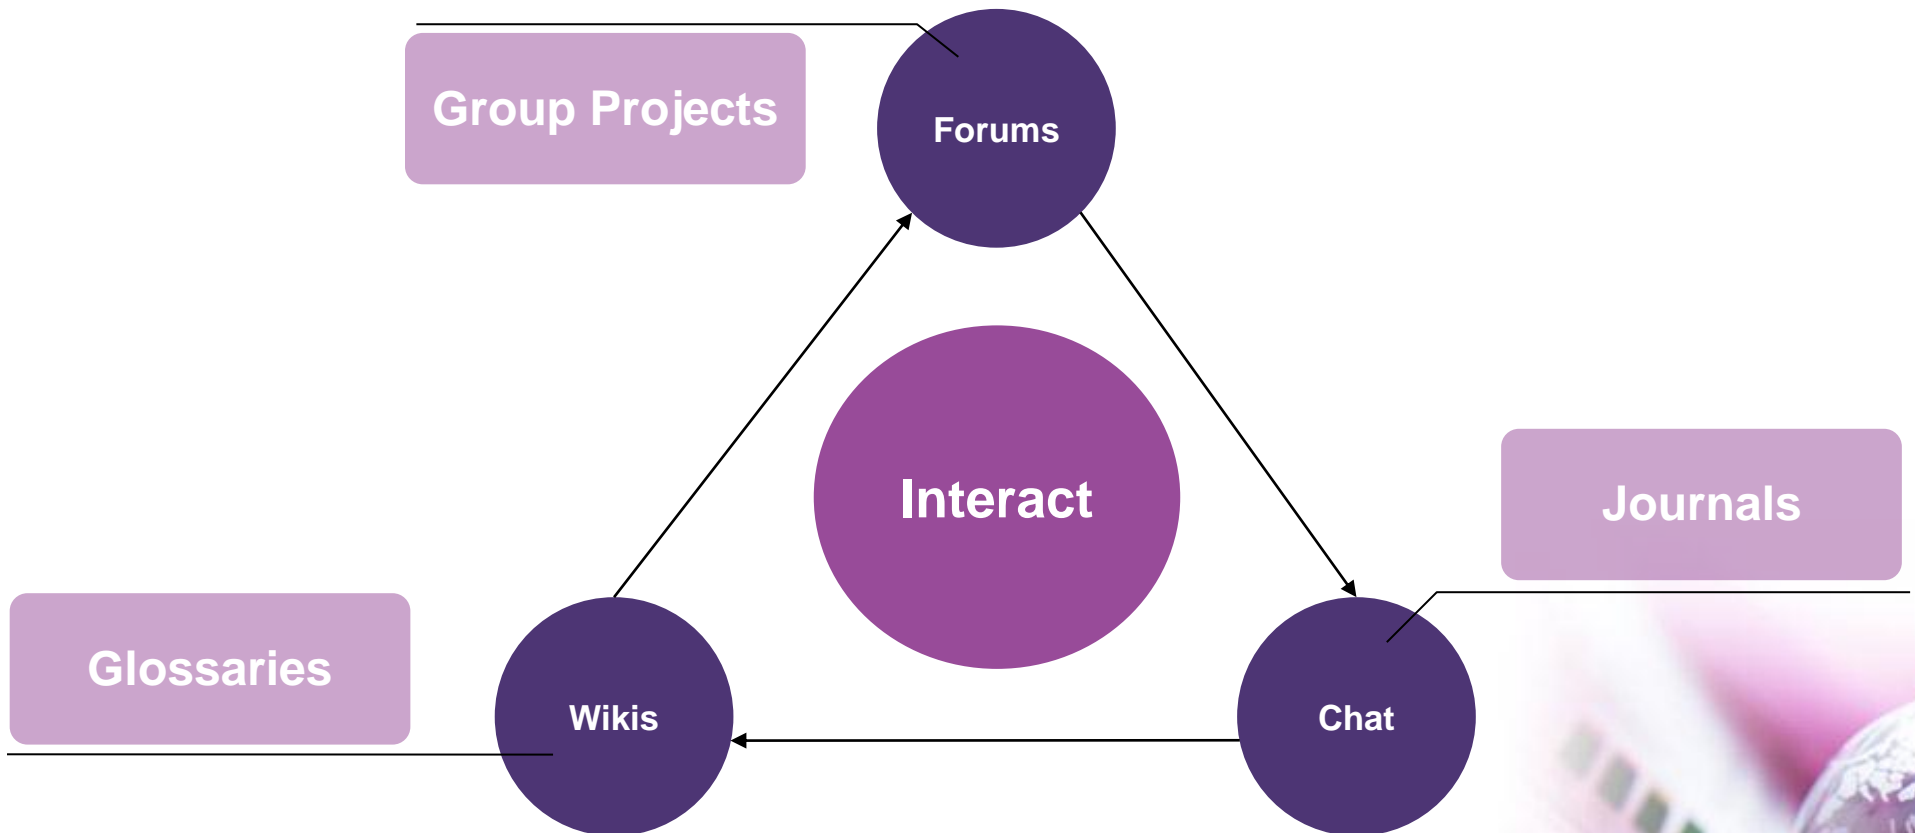 Group Projects
Forums
Interact
Journals
Glossaries
Wikis
Chat